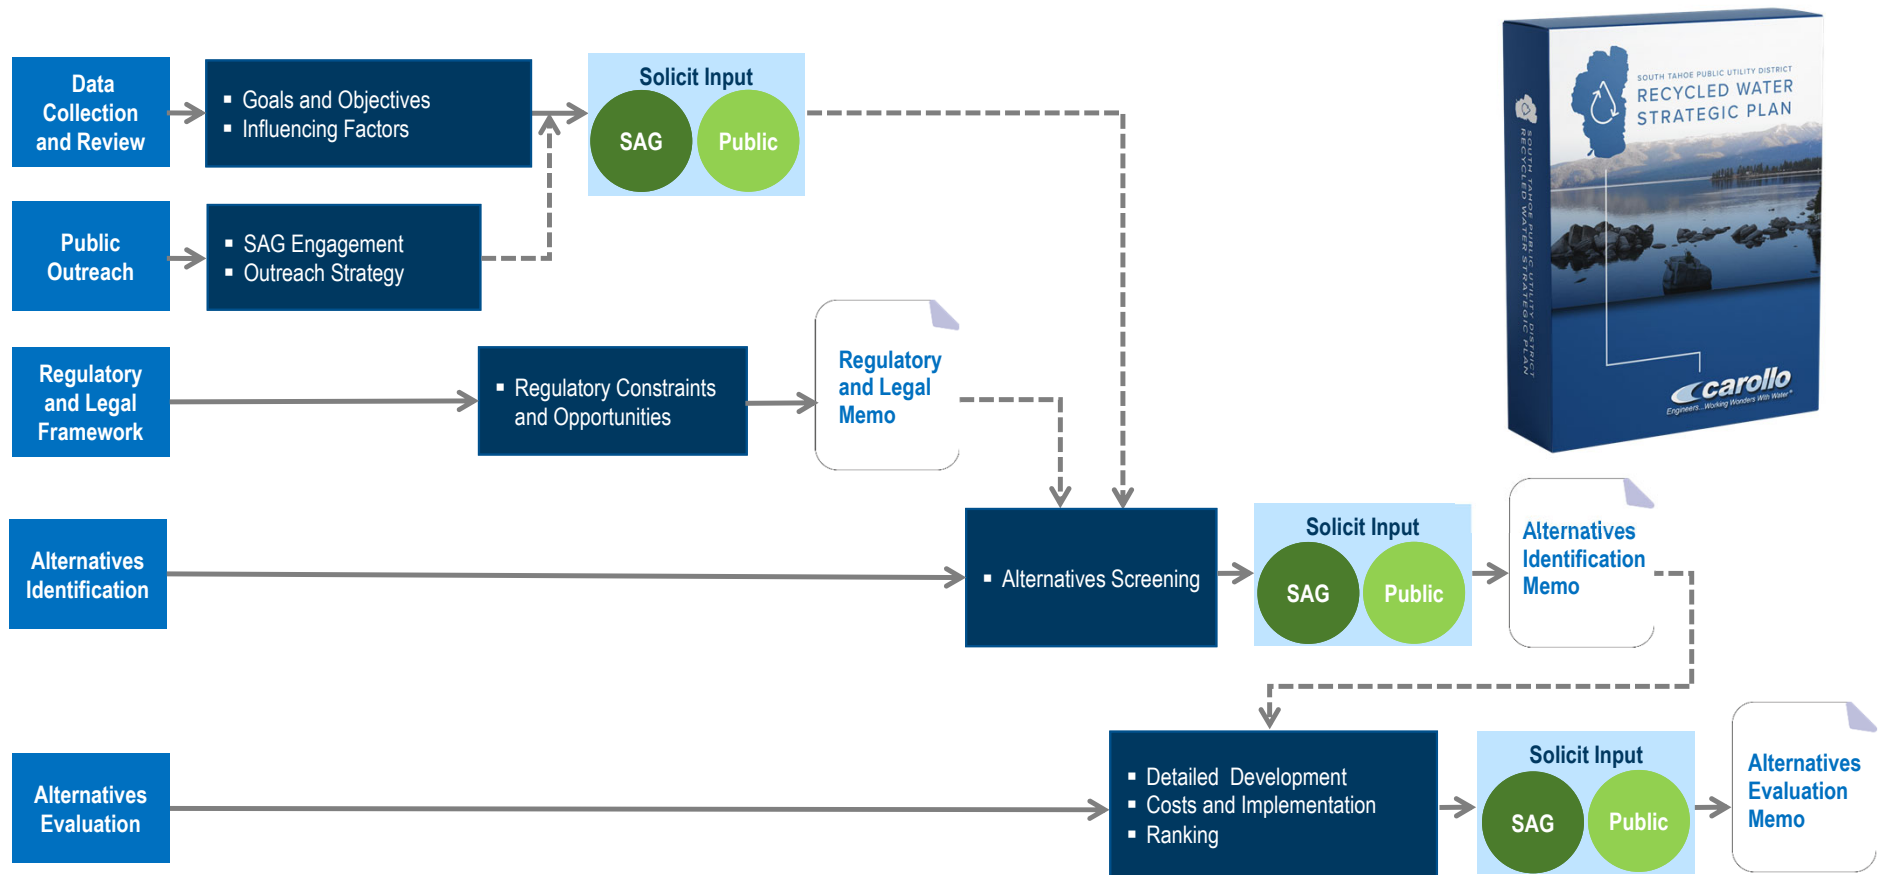 Data
Collection
and Review
▪ Goals and Objectives
▪ Influencing Factors
Solicit Input
SAG
Public
SOUTH TAHOE PUBLIC UTILITY DISTRICT
RECYCLED WATER
STRATEGIC PLAN
SOUTH TAHOE PUBLIC UTILITY DISTRICT
RECYCLED WATER STRATEGIC PLAN
carollo
Engineers...Working Wonders With Water®
Public
Outreach
▪ SAG Engagement
▪ Outreach Strategy
Regulatory
and Legal
Framework
▪ Regulatory Constraints
and Opportunities
Regulatory
and Legal
Memo
Alternatives
Identification
▪ Alternatives Screening
Solicit Input
SAG
Public
Alternatives
Identification
Memo
Alternatives
Evaluation
▪ Detailed Development
▪ Costs and Implementation
▪ Ranking
Solicit Input
SAG
Public
Alternatives
Evaluation
Memo